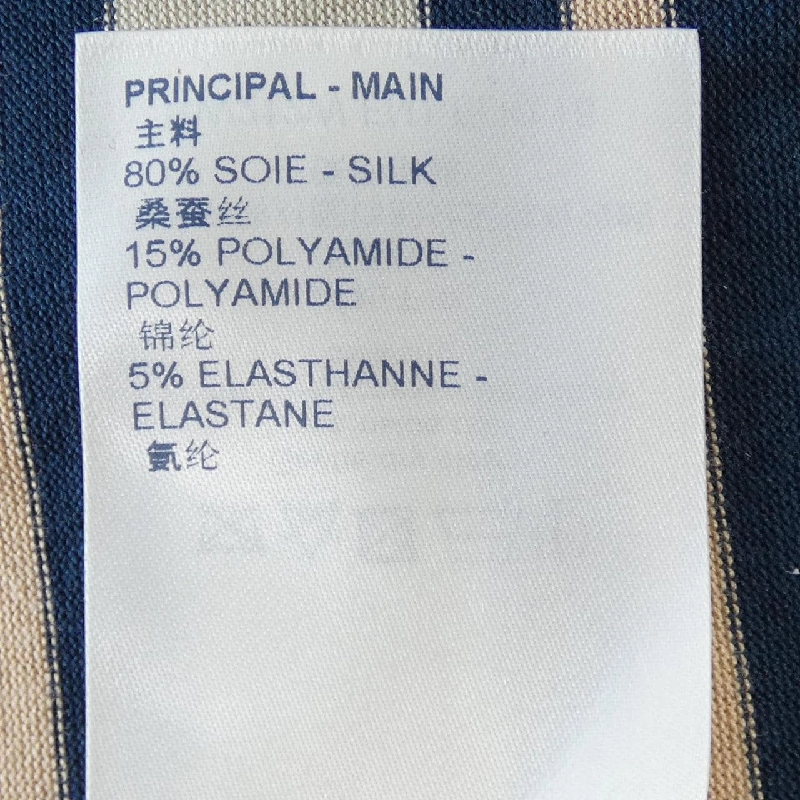 PRINCIPAL - MAIN
主料
80% SOIE - SILK
桑蚕丝
15% POLYAMIDE -
POLYAMIDE
锦纶
5% ELASTHANNE -
ELASTANE
氨纶